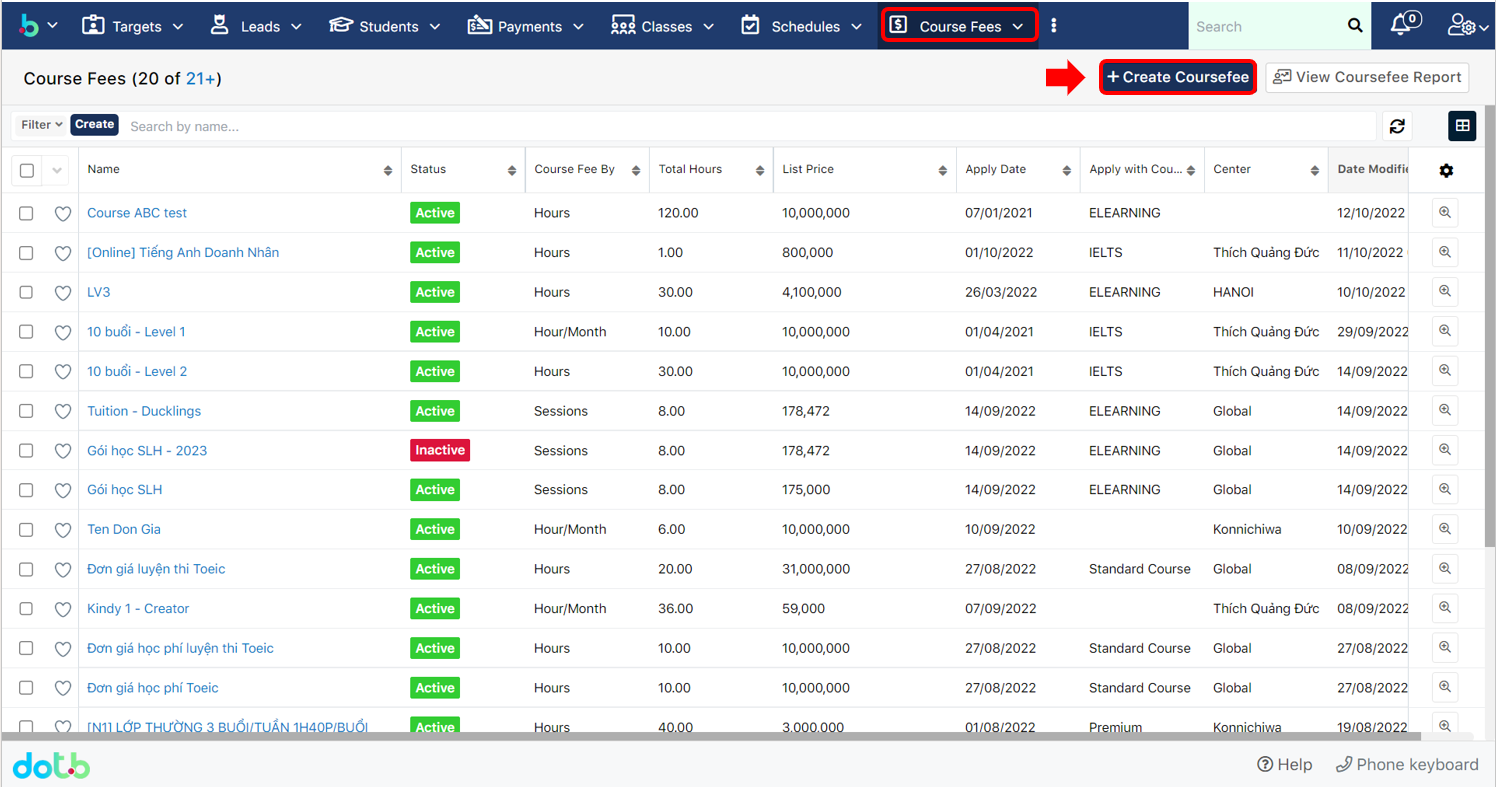 Targets Leads Students Payments Classes Schedules Course Fees Search 0
Course Fees (20 of 21+) + Create Coursefee View Coursefee Report
Filter Create Search by name...
Name Status Course Fee By Total Hours List Price Apply Date Apply with Cou... Center Date Modifie
Course ABC test Active Hours 120.00 10,000,000 07/01/2021 ELEARNING 12/10/2022
[Online] Tiếng Anh Doanh Nhân Active Hours 1.00 800,000 01/10/2022 IELTS Thích Quảng Đức 11/10/2022
LV3 Active Hours 30.00 4,100,000 26/03/2022 ELEARNING HANOI 10/10/2022
10 buổi - Level 1 Active Hour/Month 10.00 10,000,000 01/04/2021 IELTS Thích Quảng Đức 29/09/2022
10 buổi - Level 2 Active Hours 30.00 10,000,000 01/04/2021 IELTS Thích Quảng Đức 14/09/2022
Tuition - Ducklings Active Sessions 8.00 178,472 14/09/2022 ELEARNING Global 14/09/2022
Gói học SLH - 2023 Inactive Sessions 8.00 178,472 14/09/2022 ELEARNING Global 14/09/2022
Gói học SLH Active Sessions 8.00 175,000 14/09/2022 ELEARNING Global 14/09/2022
Ten Don Gia Active Hour/Month 6.00 10,000,000 10/09/2022 Konnichiwa 10/09/2022
Đơn giá luyện thi Toeic Active Hours 20.00 31,000,000 27/08/2022 Standard Course Global 08/09/2022
Kindy 1 - Creator Active Hour/Month 36.00 59,000 07/09/2022 Thích Quảng Đức 08/09/2022
Đơn giá học phí luyện thi Toeic Active Hours 10.00 10,000,000 27/08/2022 Standard Course Global 27/08/2022
Đơn giá học phí Toeic Active Hours 10.00 10,000,000 27/08/2022 Standard Course Global 27/08/2022
[N1] LỚP THƯỜNG 3 BUỔI/TUẦN 1H40P/BUỔI Active Hours 40.00 3,000,000 01/08/2022 Premium Konnichiwa 19/08/2022
dotb Help Phone keyboard